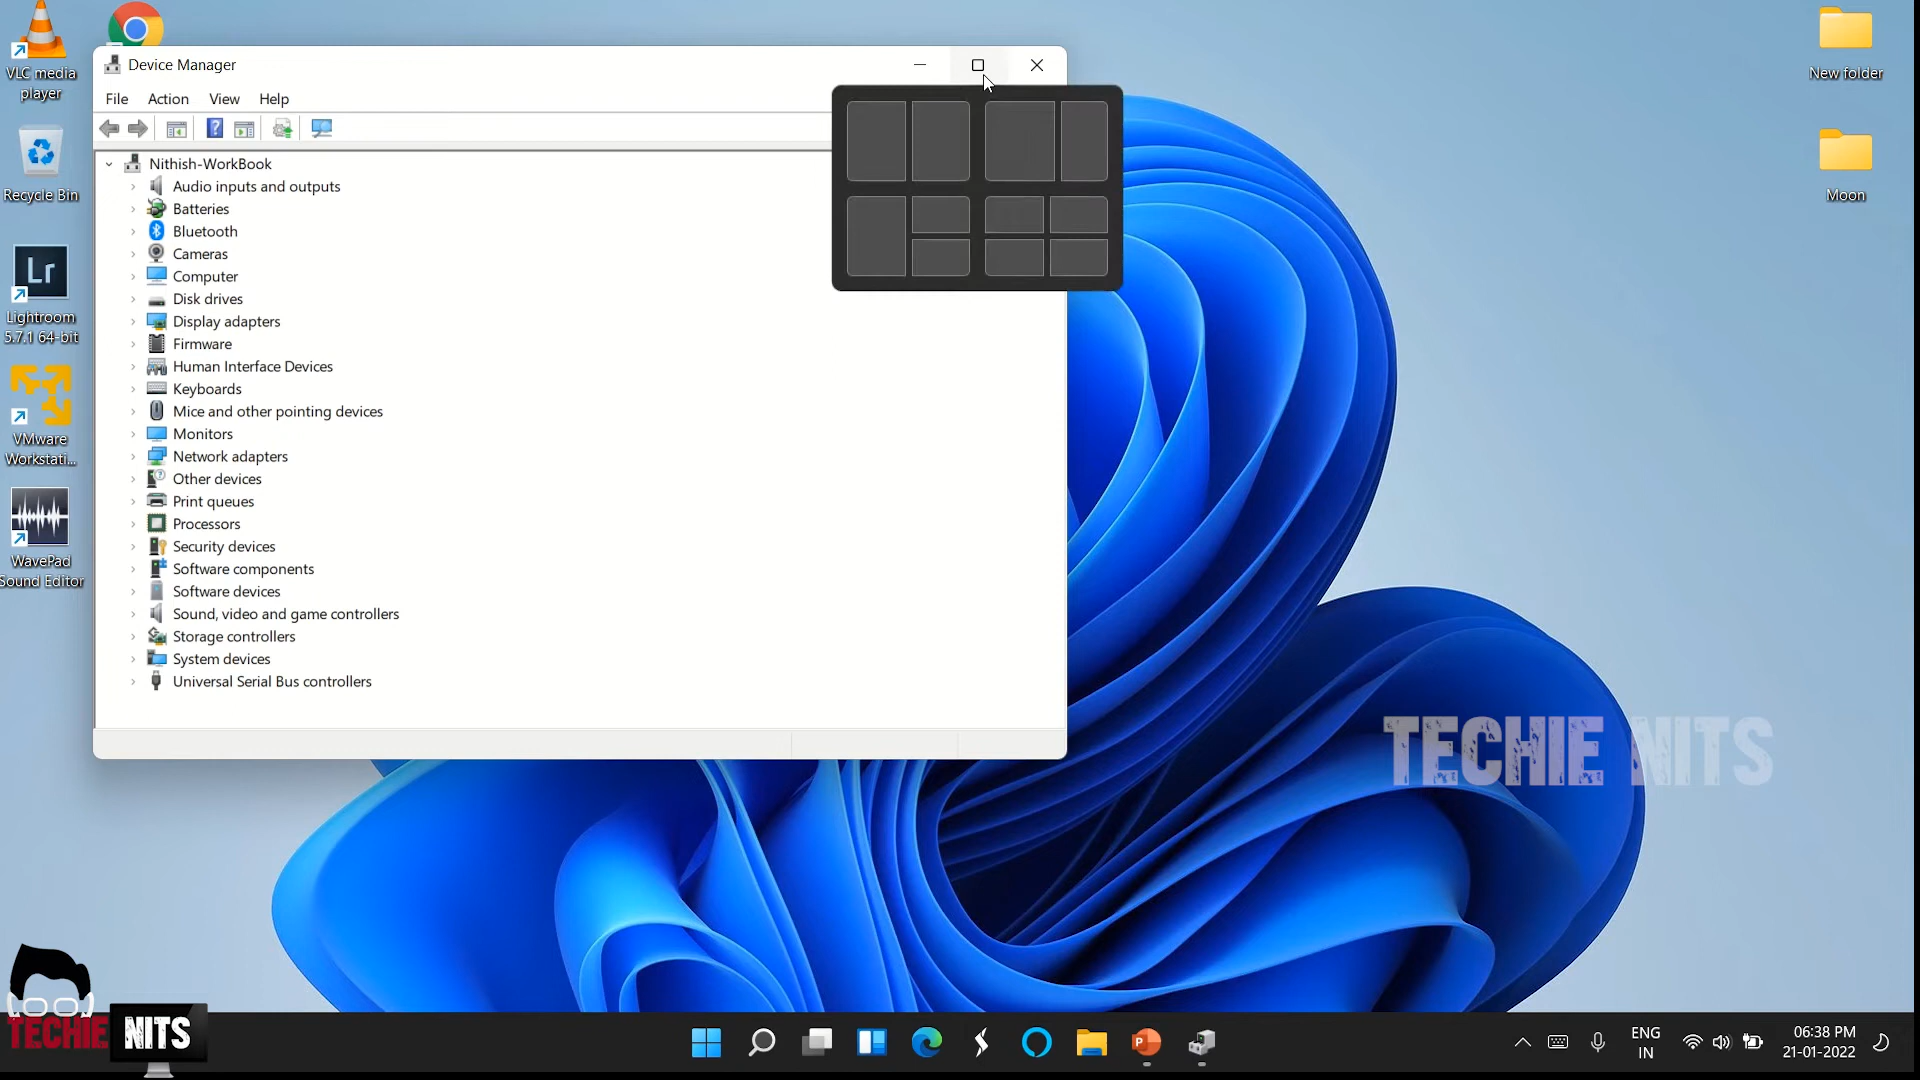 VLC media
player
Recycle Bin
Lr
Lightroom
5.7.1 64-bit
VMware
Workstati...
WavePad
Sound Editor
Device Manager
File Action View Help
Nithish-WorkBook
Audio inputs and outputs
Batteries
Bluetooth
Cameras
Computer
Disk drives
Display adapters
Firmware
Human Interface Devices
Keyboards
Mice and other pointing devices
Monitors
Network adapters
Other devices
Print queues
Processors
Security devices
Software components
Software devices
Sound, video and game controllers
Storage controllers
System devices
Universal Serial Bus controllers
New folder
Moon
TECHIE NITS
TECHIE NITS
ENG
IN
06:38 PM
21-01-2022